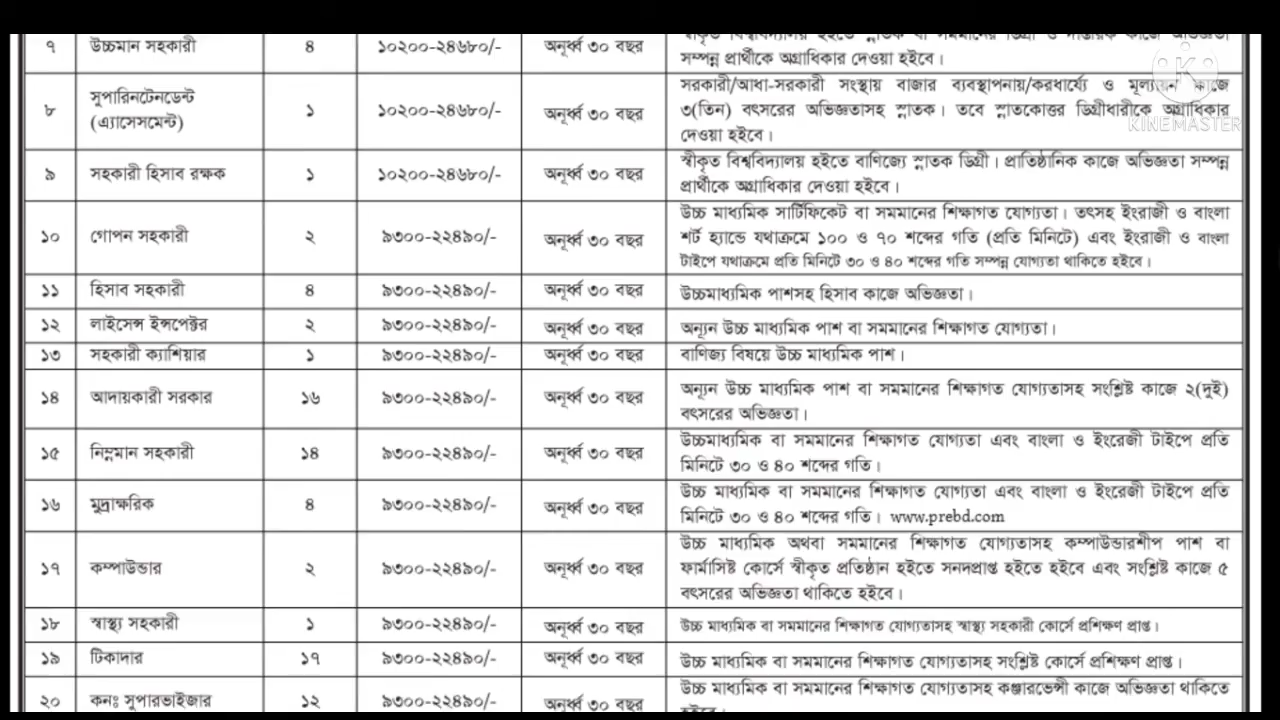 ৭ উচ্চমান সহকারী ৪ ১০২০০-২৪৬৮০/- অনূর্ধ্ব ৩০ বছর স্বীকৃত বিশ্ববিদ্যালয় হইতে স্নাতক বা সমমানের ডিগ্রী ও দাপ্তরিক কাজে অভিজ্ঞতা
সম্পন্ন প্রার্থীকে অগ্রাধিকার দেওয়া হইবে।
৮ সুপারিনটেনডেন্ট (এ্যাসেসমেন্ট) ১ ১০২০০-২৪৬৮০/- অনূর্ধ্ব ৩০ বছর সরকারী/আধা-সরকারী সংস্থায় বাজার ব্যবস্থাপনায়/করধার্য্যে ও মূল্যায়ন কাজে
৩(তিন) বৎসরের অভিজ্ঞতাসহ স্নাতক। তবে স্নাতকোত্তর ডিগ্রীধারীকে অগ্রাধিকার
দেওয়া হইবে।
KINEMASTER
৯ সহকারী হিসাব রক্ষক ১ ১০২০০-২৪৬৮০/- অনূর্ধ্ব ৩০ বছর স্বীকৃত বিশ্ববিদ্যালয় হইতে বাণিজ্যে স্নাতক ডিগ্রী। প্রাতিষ্ঠানিক কাজে অভিজ্ঞতা সম্পন্ন
প্রার্থীকে অগ্রাধিকার দেওয়া হইবে।
১০ গোপন সহকারী ২ ৯৩০০-২২৪৯০/- অনূর্ধ্ব ৩০ বছর উচ্চ মাধ্যমিক সার্টিফিকেট বা সমমানের শিক্ষাগত যোগ্যতা। তৎসহ ইংরাজী ও বাংলা
শর্ট হ্যান্ডে যথাক্রমে ১০০ ও ৭০ শব্দের গতি (প্রতি মিনিটে) এবং ইংরাজী ও বাংলা
টাইপে যথাক্রমে প্রতি মিনিটে ৩০ ও ৪০ শব্দের গতি সম্পন্ন যোগ্যতা থাকিতে হইবে।
১১ হিসাব সহকারী ৪ ৯৩০০-২২৪৯০/- অনূর্ধ্ব ৩০ বছর উচ্চমাধ্যমিক পাশসহ হিসাব কাজে অভিজ্ঞতা।
১২ লাইসেন্স ইন্সপেক্টর ২ ৯৩০০-২২৪৯০/- অনূর্ধ্ব ৩০ বছর অন্যূন উচ্চ মাধ্যমিক পাশ বা সমমানের শিক্ষাগত যোগ্যতা।
১৩ সহকারী ক্যাশিয়ার ১ ৯৩০০-২২৪৯০/- অনূর্ধ্ব ৩০ বছর বাণিজ্য বিষয়ে উচ্চ মাধ্যমিক পাশ।
১৪ আদায়কারী সরকার ১৬ ৯৩০০-২২৪৯০/- অনূর্ধ্ব ৩০ বছর অন্যূন উচ্চ মাধ্যমিক পাশ বা সমমানের শিক্ষাগত যোগ্যতাসহ সংশ্লিষ্ট কাজে ২(দুই)
বৎসরের অভিজ্ঞতা।
১৫ নিম্নমান সহকারী ১৪ ৯৩০০-২২৪৯০/- অনূর্ধ্ব ৩০ বছর উচ্চমাধ্যমিক বা সমমানের শিক্ষাগত যোগ্যতা এবং বাংলা ও ইংরেজী টাইপে প্রতি
মিনিটে ৩০ ও ৪০ শব্দের গতি।
১৬ মুদ্রাক্ষরিক ৪ ৯৩০০-২২৪৯০/- অনূর্ধ্ব ৩০ বছর উচ্চ মাধ্যমিক বা সমমানের শিক্ষাগত যোগ্যতা এবং বাংলা ও ইংরেজী টাইপে প্রতি
মিনিটে ৩০ ও ৪০ শব্দের গতি। www.prebd.com
১৭ কম্পাউন্ডার ২ ৯৩০০-২২৪৯০/- অনূর্ধ্ব ৩০ বছর উচ্চ মাধ্যমিক অথবা সমমানের শিক্ষাগত যোগ্যতাসহ কম্পাউন্ডারশীপ পাশ বা
ফার্মাসিষ্ট কোর্সে স্বীকৃত প্রতিষ্ঠান হইতে সনদপ্রাপ্ত হইতে হইবে এবং সংশ্লিষ্ট কাজে ৫
বৎসরের অভিজ্ঞতা থাকিতে হইবে।
১৮ স্বাস্থ্য সহকারী ১ ৯৩০০-২২৪৯০/- অনূর্ধ্ব ৩০ বছর উচ্চ মাধ্যমিক বা সমমানের শিক্ষাগত যোগ্যতাসহ স্বাস্থ্য সহকারী কোর্সে প্রশিক্ষণ প্রাপ্ত।
১৯ টিকাদার ১৭ ৯৩০০-২২৪৯০/- অনূর্ধ্ব ৩০ বছর উচ্চ মাধ্যমিক বা সমমানের শিক্ষাগত যোগ্যতাসহ সংশ্লিষ্ট কোর্সে প্রশিক্ষণ প্রাপ্ত।
২০ কনঃ সুপারভাইজার ১২ ৯৩০০-২২৪৯০/- অনূর্ধ্ব ৩০ বছর উচ্চ মাধ্যমিক বা সমমানের শিক্ষাগত যোগ্যতাসহ কঞ্জারভেন্সী কাজে অভিজ্ঞতা থাকিতে
হইবে।